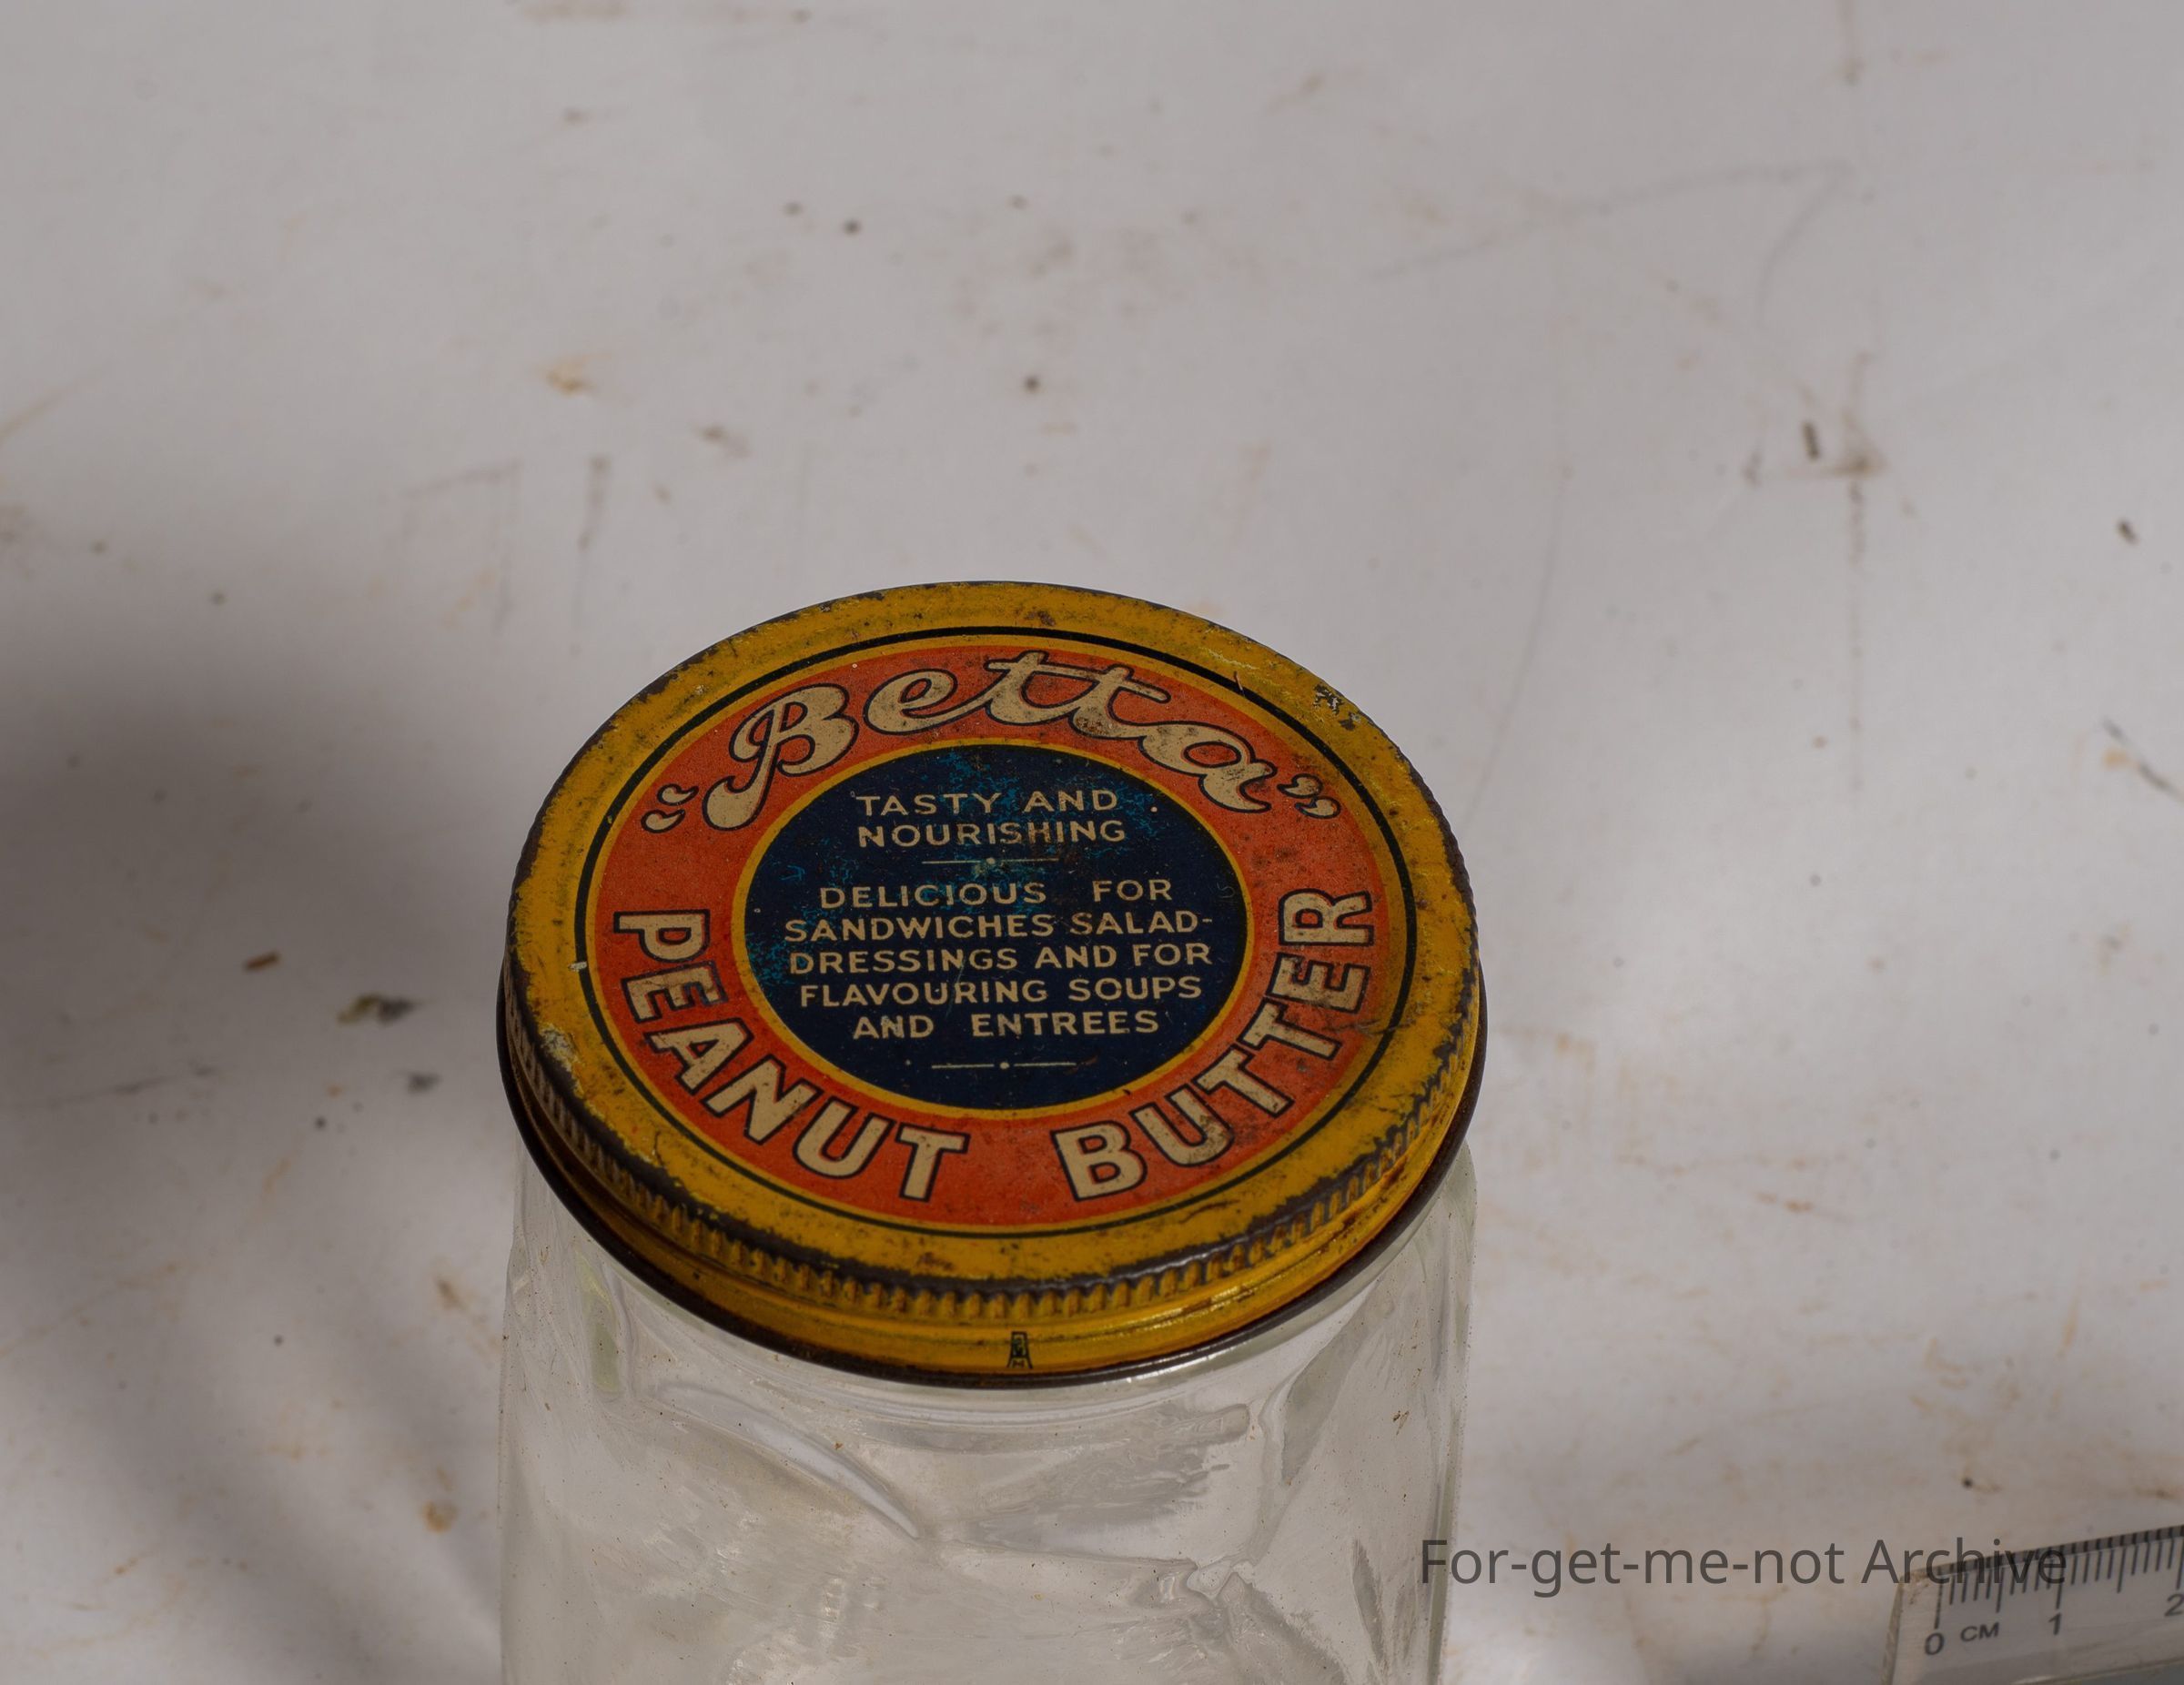 "Betta"
TASTY AND
NOURISHING
DELICIOUS FOR
SANDWICHES SALAD-
DRESSINGS AND FOR
FLAVOURING SOUPS
AND ENTREES
PEANUT BUTTER
For-get-me-not Archive
0 CM 1 2